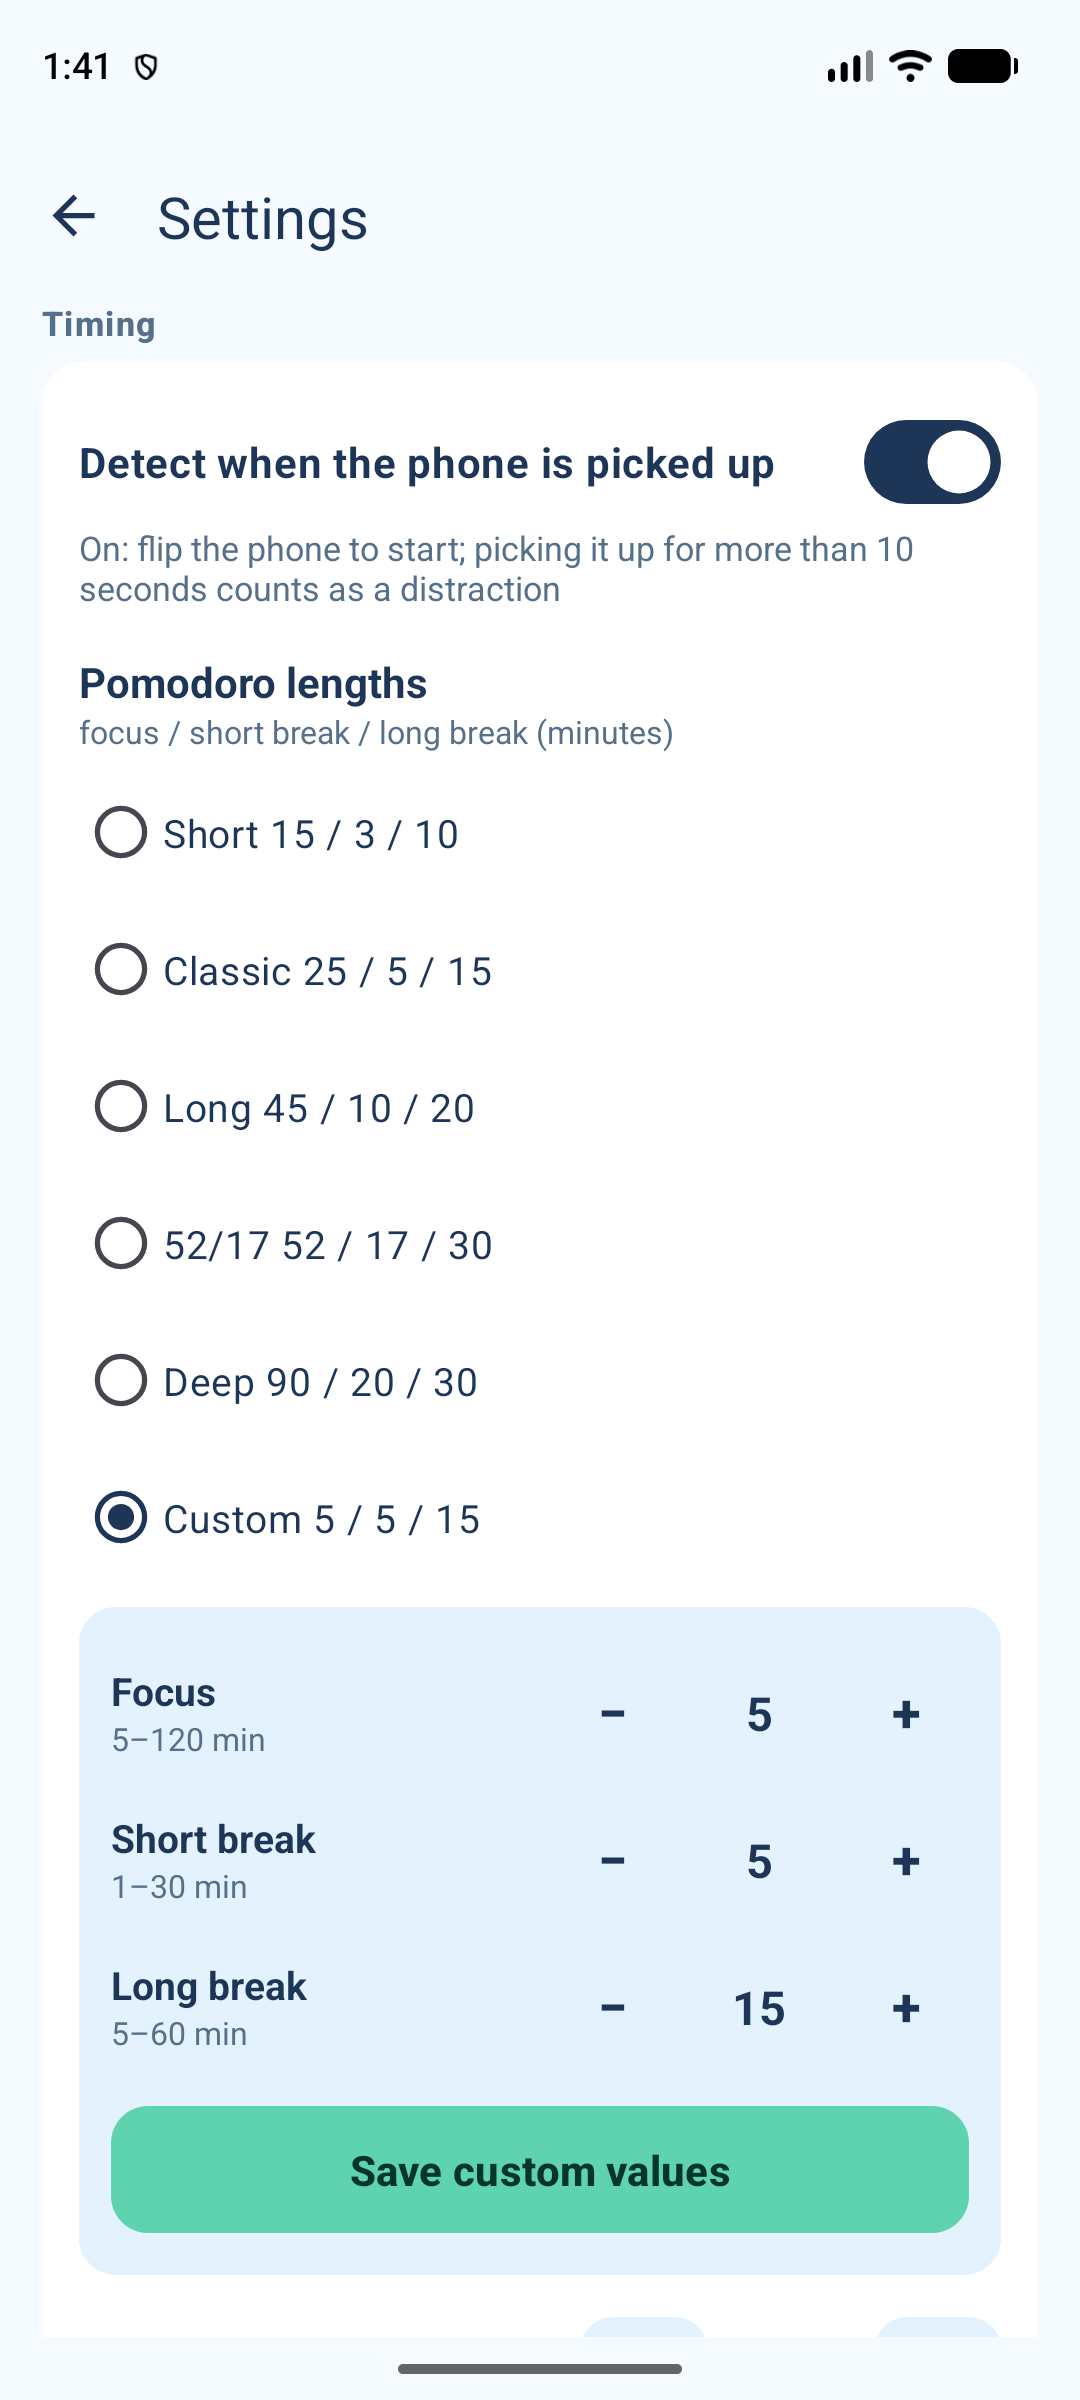 1:41
Settings
Timing
Detect when the phone is picked up
On: flip the phone to start; picking it up for more than 10
seconds counts as a distraction
Pomodoro lengths
focus / short break / long break (minutes)
Short 15 / 3 / 10
Classic 25 / 5 / 15
Long 45 / 10 / 20
52/17 52 / 17 / 30
Deep 90 / 20 / 30
Custom 5 / 5 / 15
Focus
5–120 min
− 5 +
Short break
1–30 min
− 5 +
Long break
5–60 min
− 15 +
Save custom values